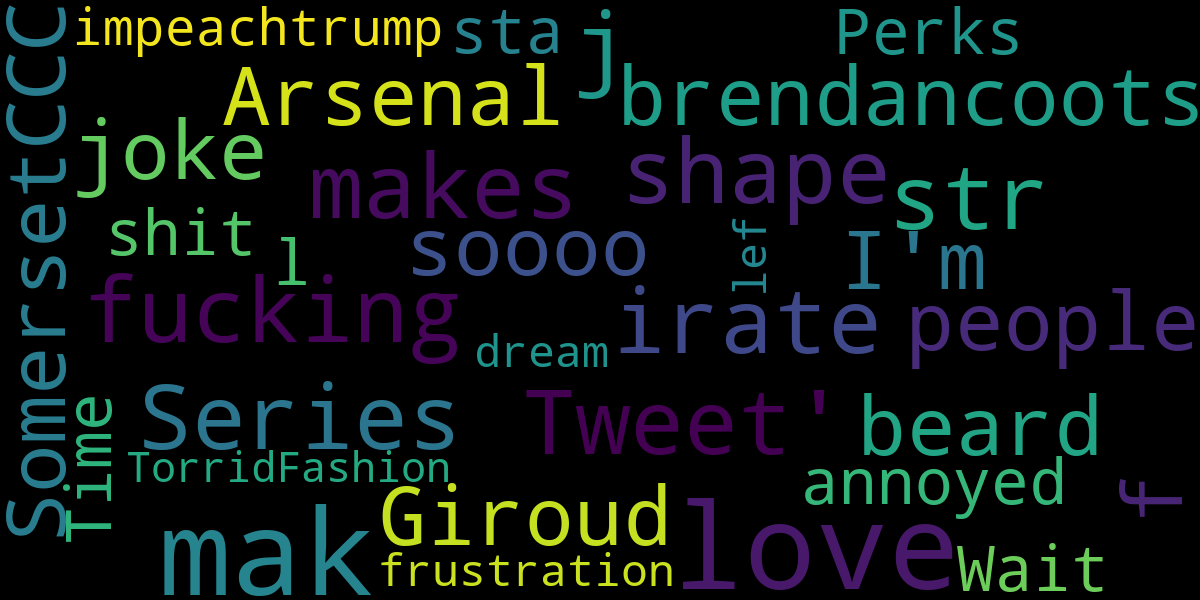 SomersetCCC
impeachtrump
sta
j
Perks
Arsenal
brendancoots
joke
makes
shape
str
shit
l
soooo
lef
I'm
fucking
irate
people
dream
Time
Series
Tweet'
beard
TorridFashion
annoyed
f
mak
Giroud
love
frustration
Wait